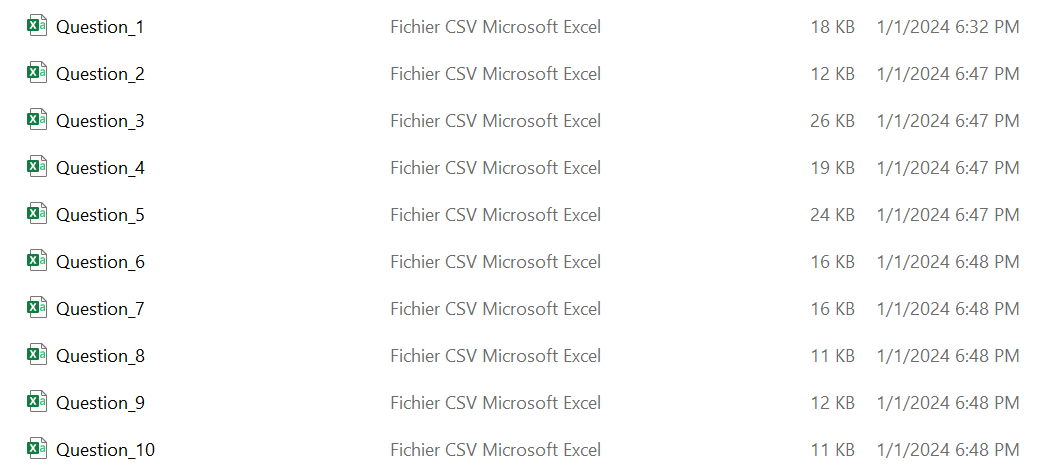 Question_1 Fichier CSV Microsoft Excel 18 KB 1/1/2024 6:32 PM
Question_2 Fichier CSV Microsoft Excel 12 KB 1/1/2024 6:47 PM
Question_3 Fichier CSV Microsoft Excel 26 KB 1/1/2024 6:47 PM
Question_4 Fichier CSV Microsoft Excel 19 KB 1/1/2024 6:47 PM
Question_5 Fichier CSV Microsoft Excel 24 KB 1/1/2024 6:47 PM
Question_6 Fichier CSV Microsoft Excel 16 KB 1/1/2024 6:48 PM
Question_7 Fichier CSV Microsoft Excel 16 KB 1/1/2024 6:48 PM
Question_8 Fichier CSV Microsoft Excel 11 KB 1/1/2024 6:48 PM
Question_9 Fichier CSV Microsoft Excel 12 KB 1/1/2024 6:48 PM
Question_10 Fichier CSV Microsoft Excel 11 KB 1/1/2024 6:48 PM